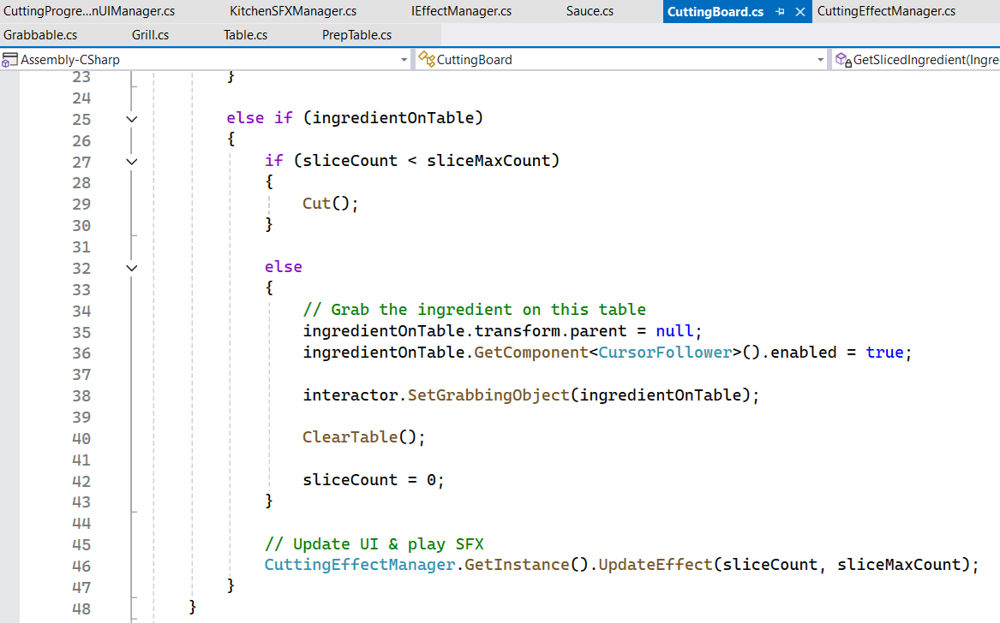 CuttingProgre...nUIManager.cs KitchenSFXManager.cs IEffectManager.cs Sauce.cs CuttingBoard.cs CuttingEffectManager.cs
Grabbable.cs Grill.cs Table.cs PrepTable.cs
Assembly-CSharp CuttingBoard GetSlicedIngredient(Ingre
23 }
24
25 else if (ingredientOnTable)
26 {
27 if (sliceCount < sliceMaxCount)
28 {
29 Cut();
30 }
31
32 else
33 {
34 // Grab the ingredient on this table
35 ingredientOnTable.transform.parent = null;
36 ingredientOnTable.GetComponent<CursorFollower>().enabled = true;
37
38 interactor.SetGrabbingObject(ingredientOnTable);
39
40 ClearTable();
41
42 sliceCount = 0;
43 }
44
45 // Update UI & play SFX
46 CuttingEffectManager.GetInstance().UpdateEffect(sliceCount, sliceMaxCount);
47 }
48 }